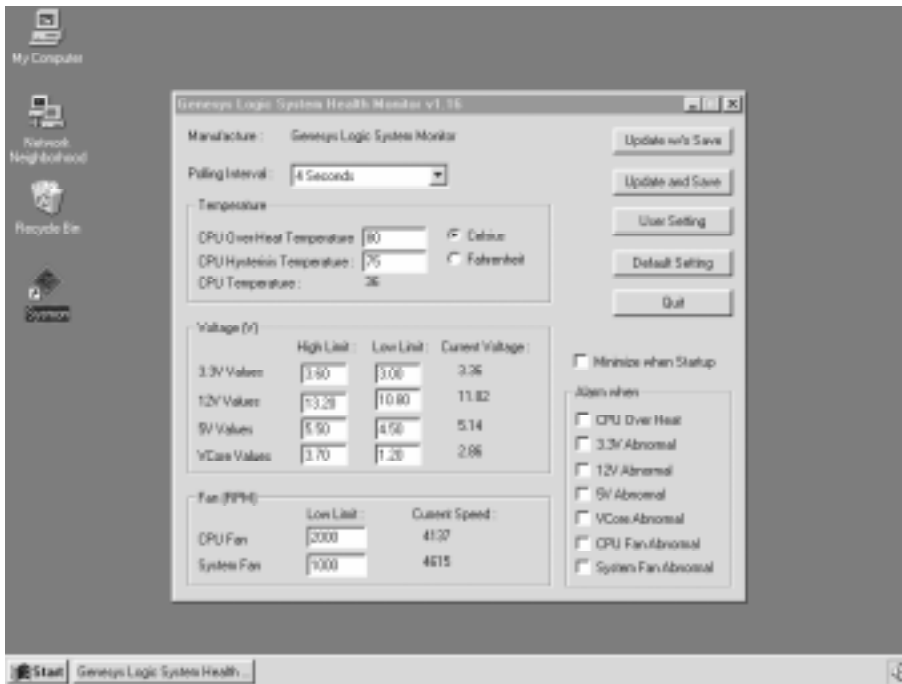 My Computer
Network
Neighborhood
Recycle Bin
Sysmon
Genesys Logic System Health Monitor v1.16
Manufacture :
Genesys Logic System Monitor
Polling Interval :
4 Seconds
Temperature
CPU OverHeat Temperature
80
Celsius
CPU Hysterisis Temperature :
75
Fahrenheit
CPU Temperature :
36
Voltage (V)
High Limit :
Low Limit :
Current Voltage :
3.3V Values
3.60
3.00
3.36
12V Values
13.20
10.80
11.82
5V Values
5.50
4.50
5.14
VCore Values
3.70
1.20
2.86
Fan (RPM)
Low Limit :
Current Speed :
CPU Fan
2000
4137
System Fan
1000
4615
Update w/o Save
Update and Save
User Setting
Default Setting
Quit
Minimize when Startup
Alarm when
CPU Over Heat
3.3V Abnormal
12V Abnormal
5V Abnormal
VCore Abnormal
CPU Fan Abnormal
System Fan Abnormal
Start
Genesys Logic System Health ...